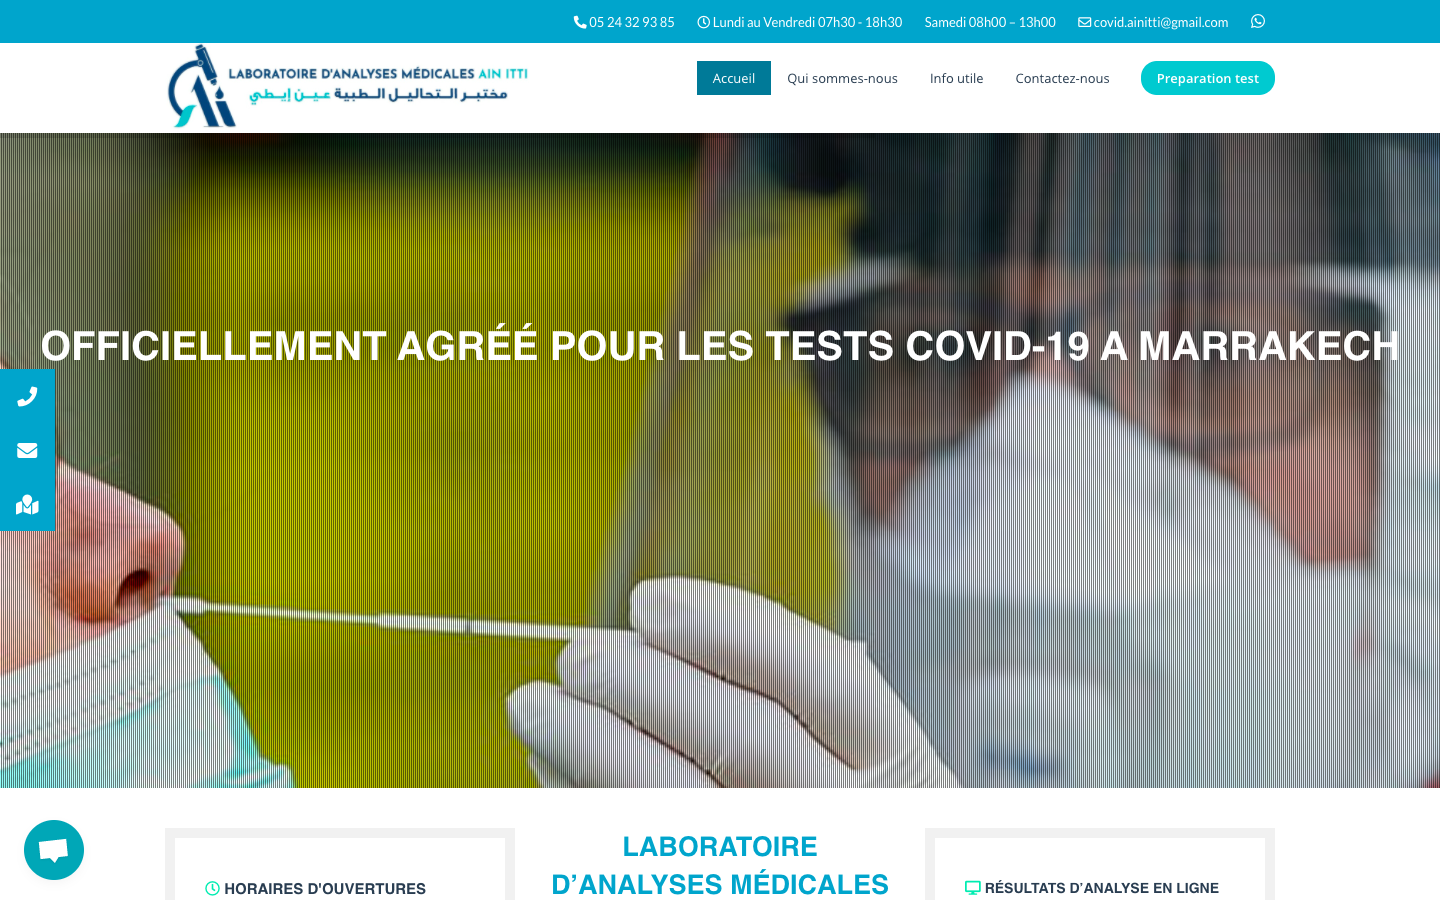 05 24 32 93 85 Lundi au Vendredi 07h30 - 18h30 Samedi 08h00 – 13h00 covid.ainitti@gmail.com
LABORATOIRE D'ANALYSES MÉDICALES AIN ITTI
مختبر التحاليل الطبية عين إيطي
Accueil Qui sommes-nous Info utile Contactez-nous Preparation test
OFFICIELLEMENT AGRÉÉ POUR LES TESTS COVID-19 A MARRAKECH
HORAIRES D'OUVERTURES
LABORATOIRE
D’ANALYSES MÉDICALES
RÉSULTATS D’ANALYSE EN LIGNE